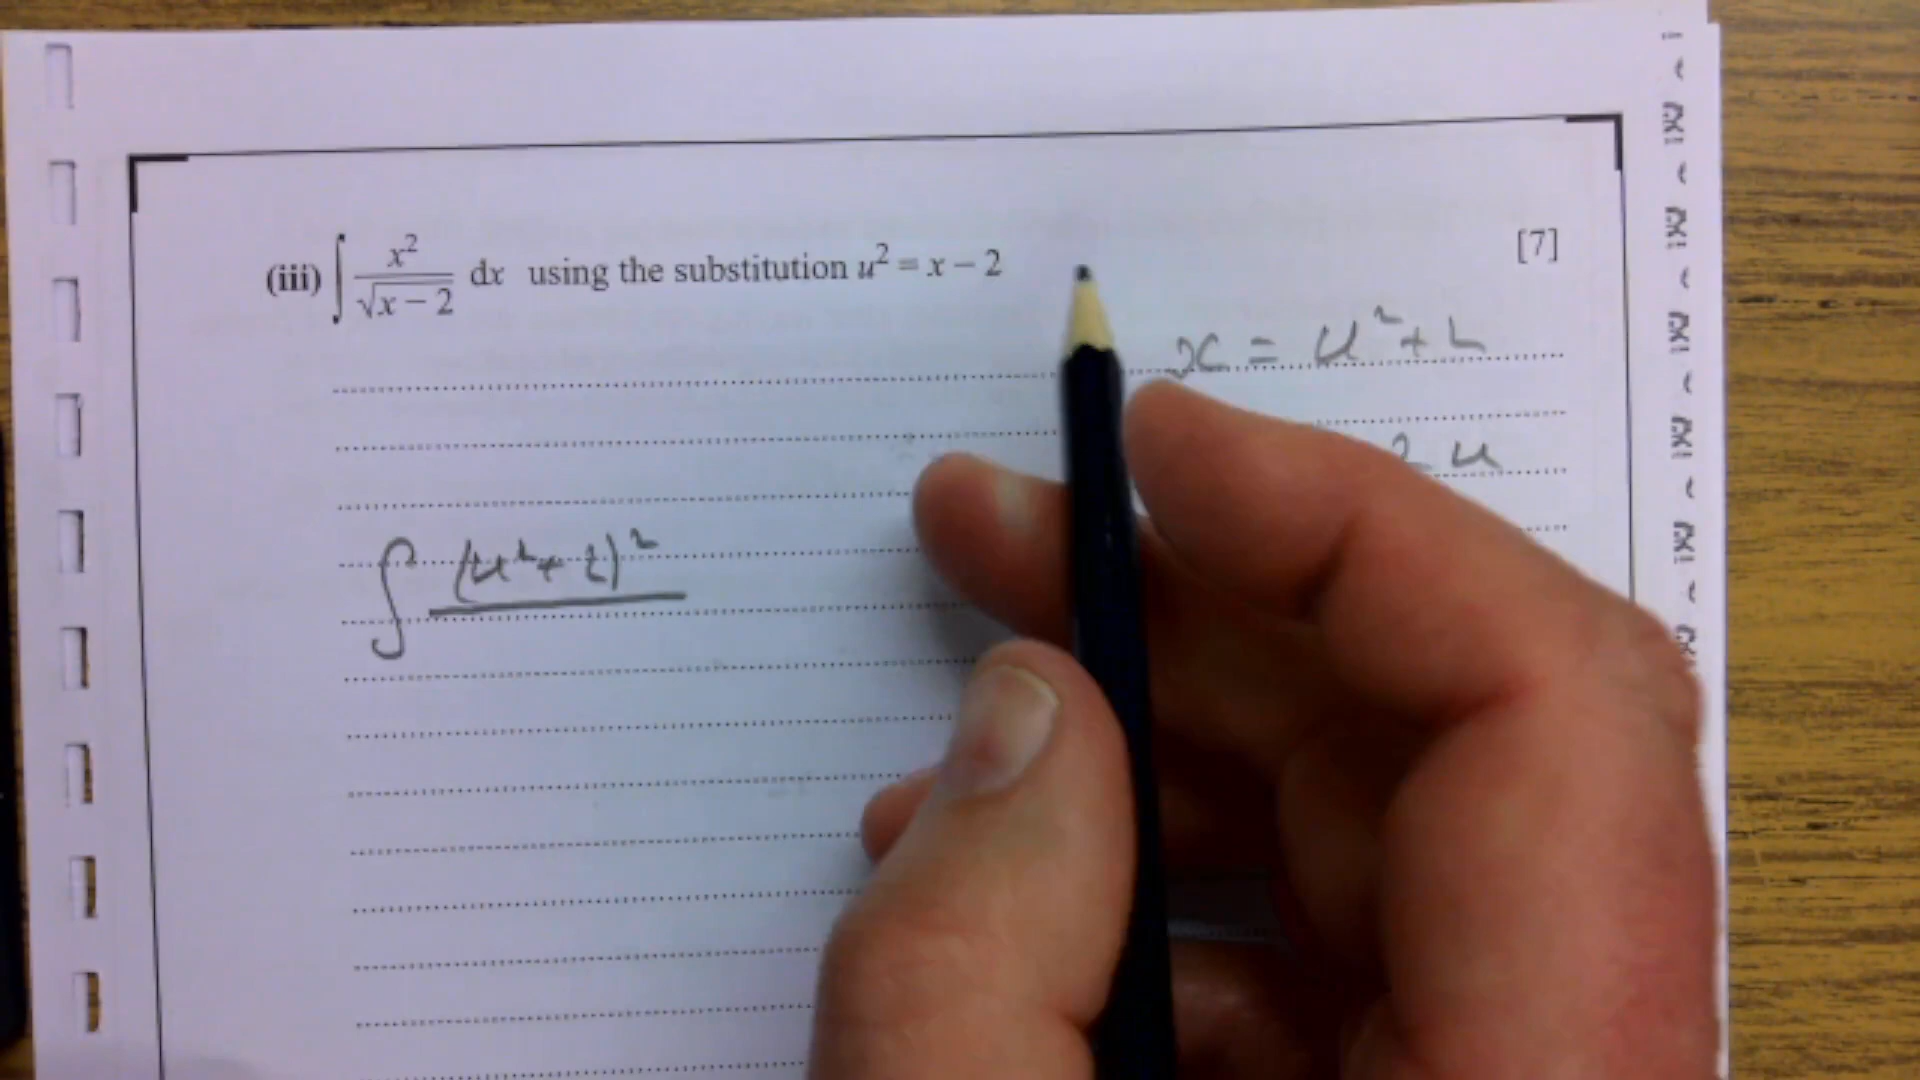 (iii) ∫ x² / √x − 2 dx using the substitution u² = x − 2 [7]
x = u² + 2
2u
∫ (u² + 2)²